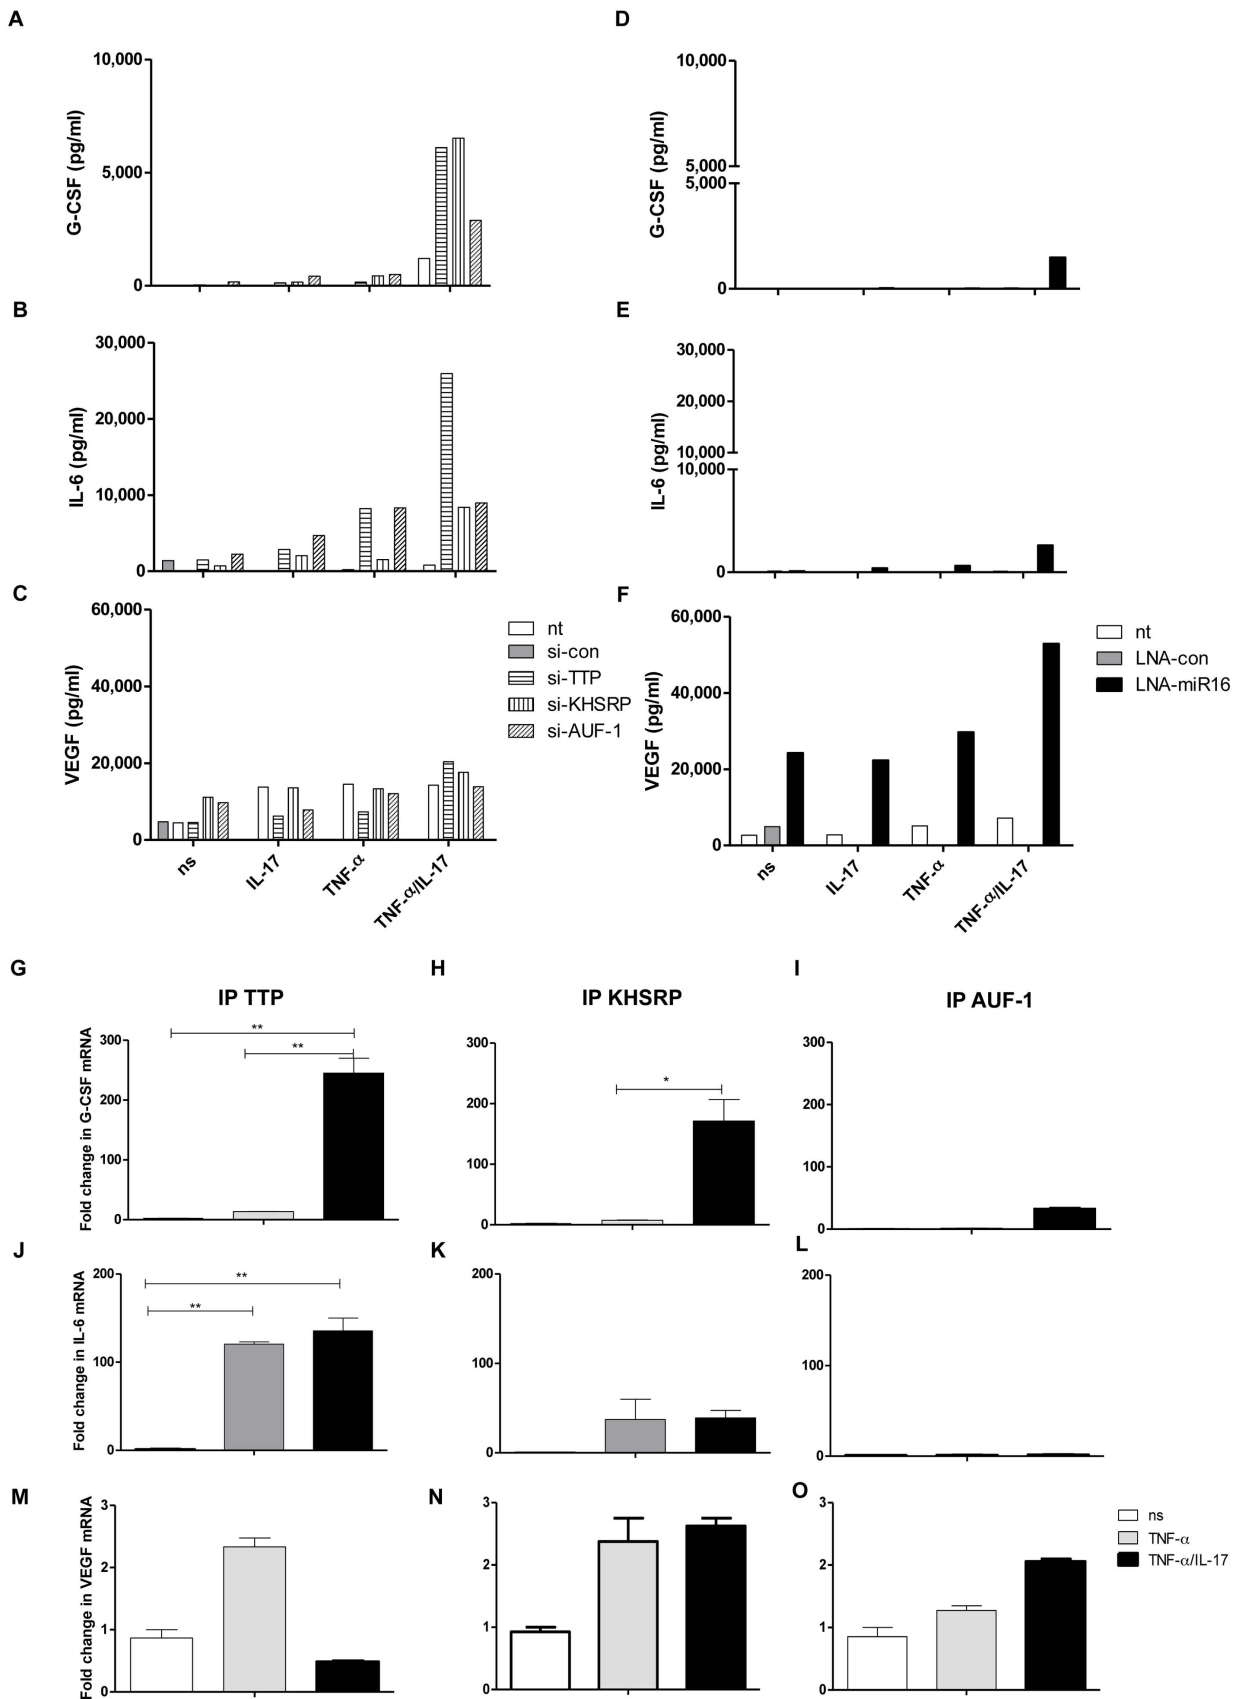 A
G-CSF (pg/ml)
10,000
5,000
0
D
G-CSF (pg/ml)
10,000
5,000
5,000
0
B
IL-6 (pg/ml)
30,000
20,000
10,000
0
E
IL-6 (pg/ml)
30,000
20,000
10,000
10,000
0
C
VEGF (pg/ml)
60,000
40,000
20,000
0
nt
si-con
si-TTP
si-KHSRP
si-AUF-1
ns
IL-17
TNF-α
TNF-α/IL-17
F
VEGF (pg/ml)
60,000
40,000
20,000
0
nt
LNA-con
LNA-miR16
ns
IL-17
TNF-α
TNF-α/IL-17
G
IP TTP
Fold change in G-CSF mRNA
300
200
100
0
**
**
H
IP KHSRP
300
200
100
0
*
I
IP AUF-1
300
200
100
0
J
Fold change in IL-6 mRNA
200
100
0
**
**
K
200
100
0
L
200
100
0
M
Fold change in VEGF mRNA
3
2
1
0
N
3
2
1
0
O
3
2
1
0
ns
TNF-α
TNF-α/IL-17